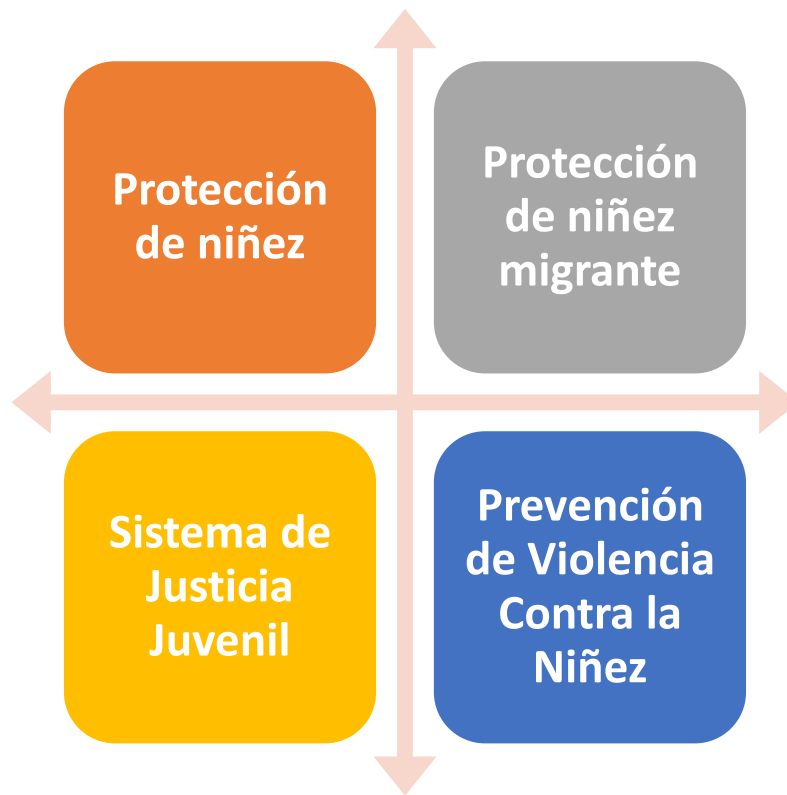 Protección
de niñez
Protección
de niñez
migrante
Sistema de
Justicia
Juvenil
Prevención
de Violencia
Contra la
Niñez